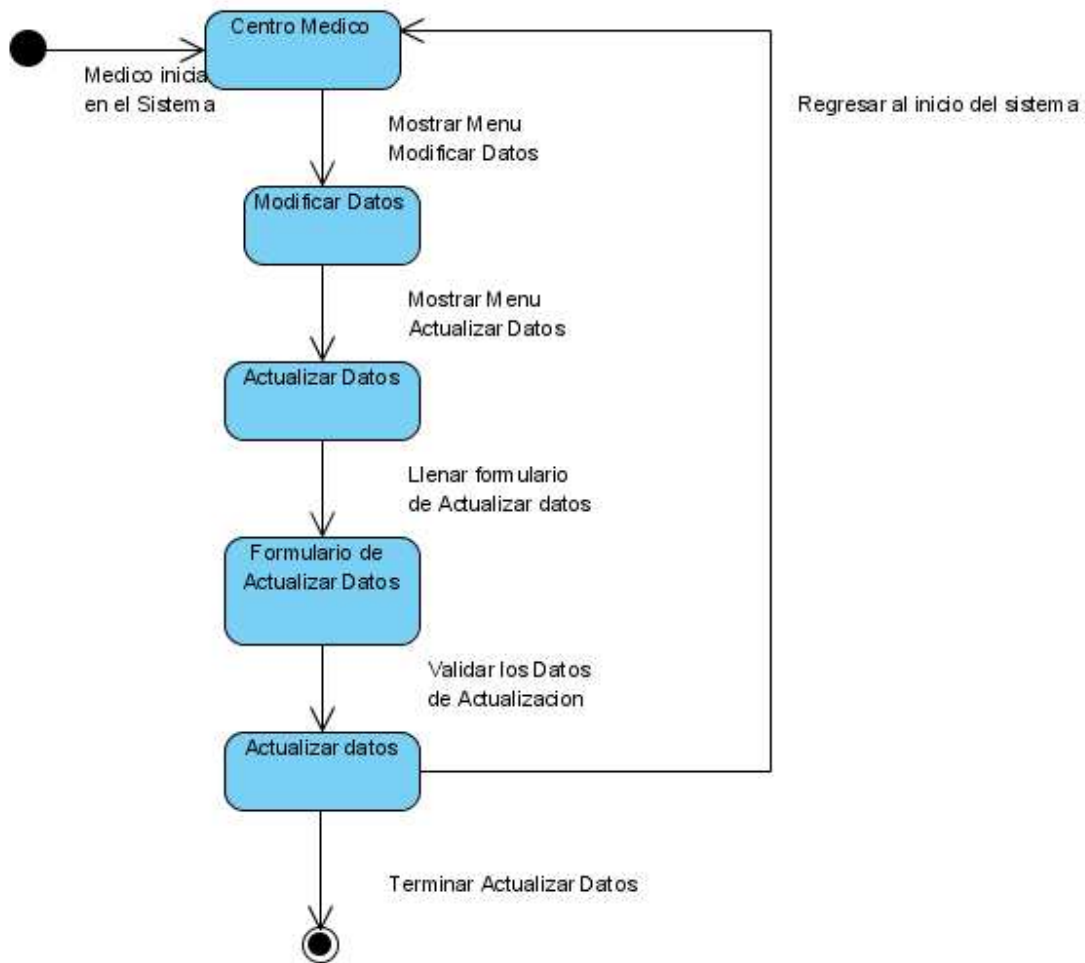 Centro Medico
Medico inicia
en el Sistema
Regresar al inicio del sistema
Mostrar Menu
Modificar Datos
Modificar Datos
Mostrar Menu
Actualizar Datos
Actualizar Datos
Llenar formulario
de Actualizar datos
Formulario de
Actualizar Datos
Validar los Datos
de Actualizacion
Actualizar datos
Terminar Actualizar Datos